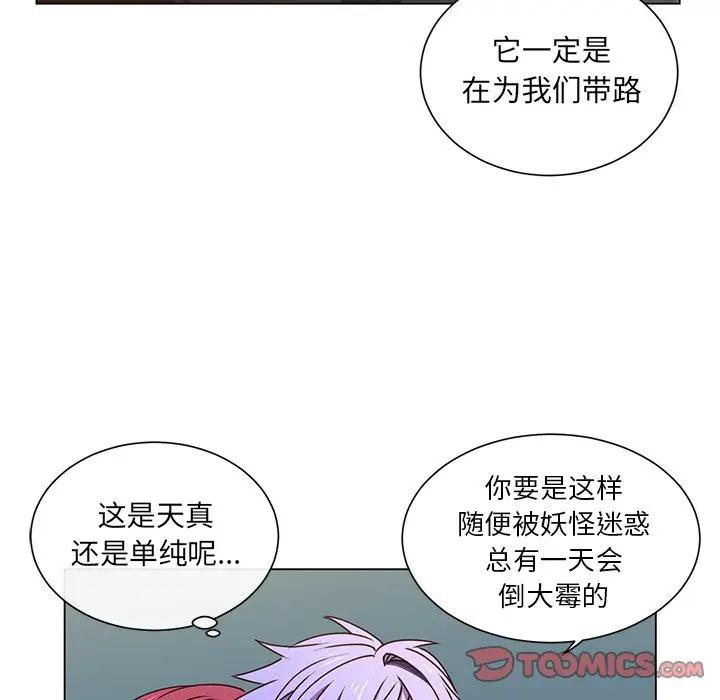 它一定是
在为我们带路
这是天真
还是单纯呢...
你要是这样
随便被妖怪迷惑
总有一天会
倒大霉的
TOOMICS.COM